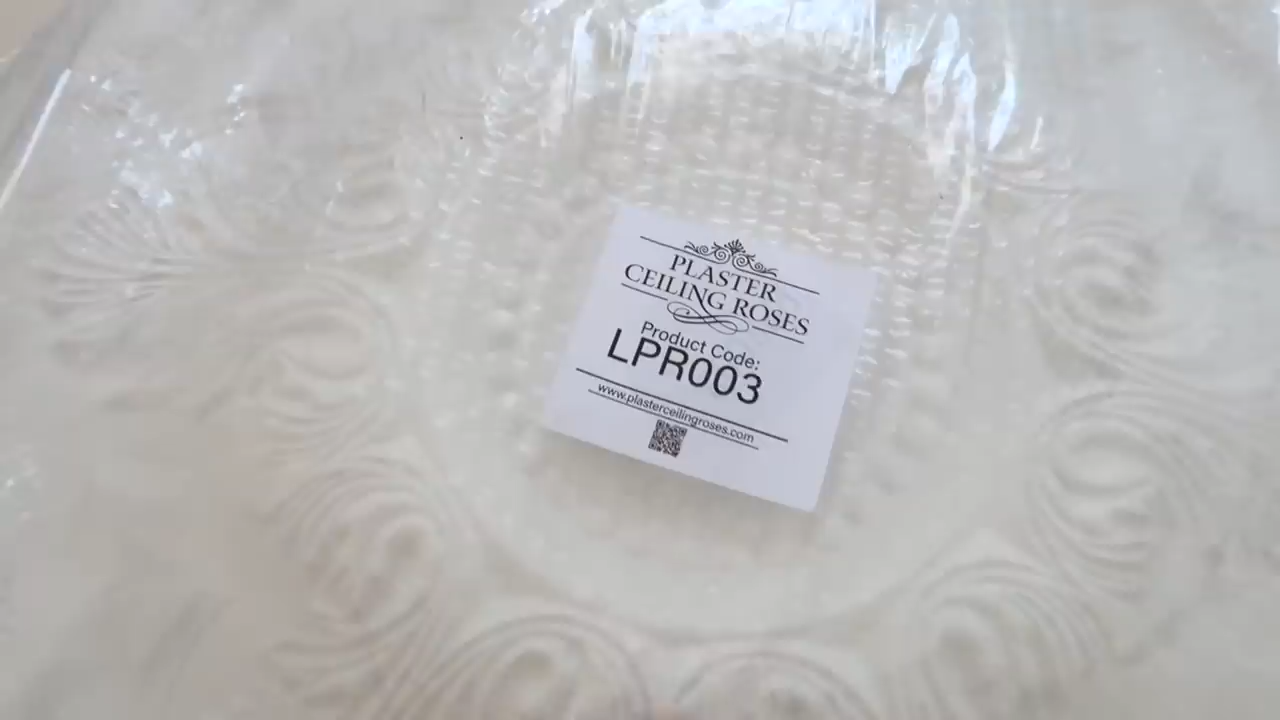 PLASTER
CEILING ROSES
Product Code:
LPR003
www.plasterceilingroses.com